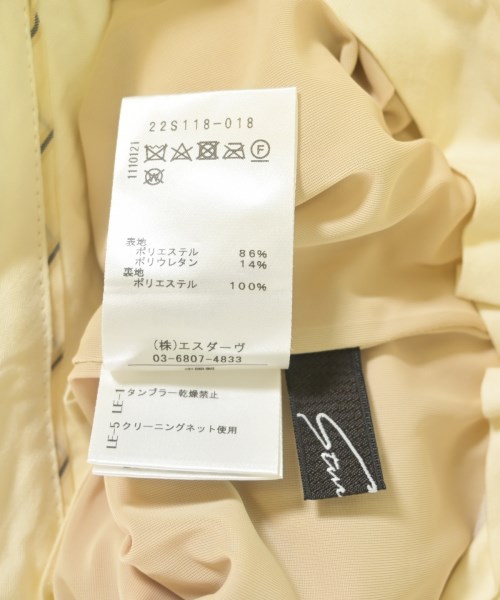 22S118-018
1110121
F
W
表地
ポリエステル 86%
ポリウレタン 14%
裏地
ポリエステル 100%
(株)エスダーヴ
03-6807-4833
LE-1 タンブラー乾燥禁止
LE-5 クリーニングネット使用